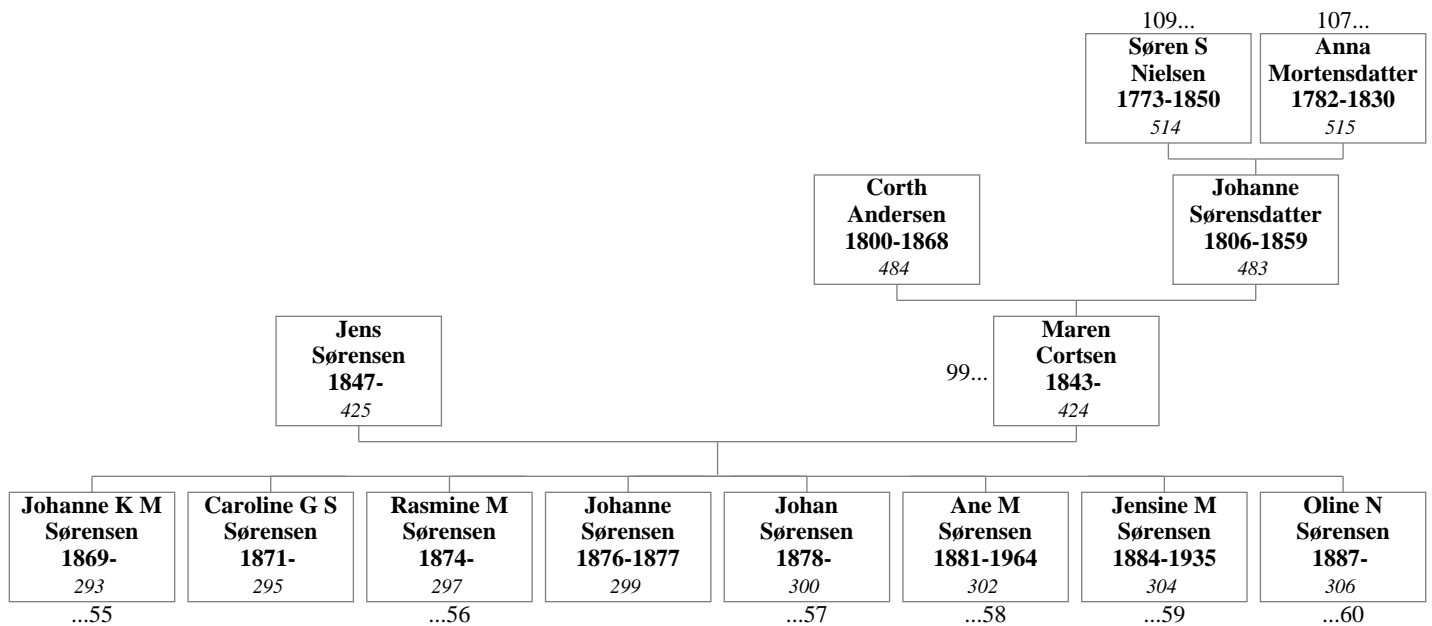 109...
Søren S
Nielsen
1773-1850
514
107...
Anna
Mortensdatter
1782-1830
515
Corth
Andersen
1800-1868
484
Johanne
Sørensdatter
1806-1859
483
Jens
Sørensen
1847-
425
99...
Maren
Cortsen
1843-
424
Johanne K M
Sørensen
1869-
293
...55
Caroline G S
Sørensen
1871-
295
Rasmine M
Sørensen
1874-
297
...56
Johanne
Sørensen
1876-1877
299
Johan
Sørensen
1878-
300
...57
Ane M
Sørensen
1881-1964
302
...58
Jensine M
Sørensen
1884-1935
304
...59
Oline N
Sørensen
1887-
306
...60